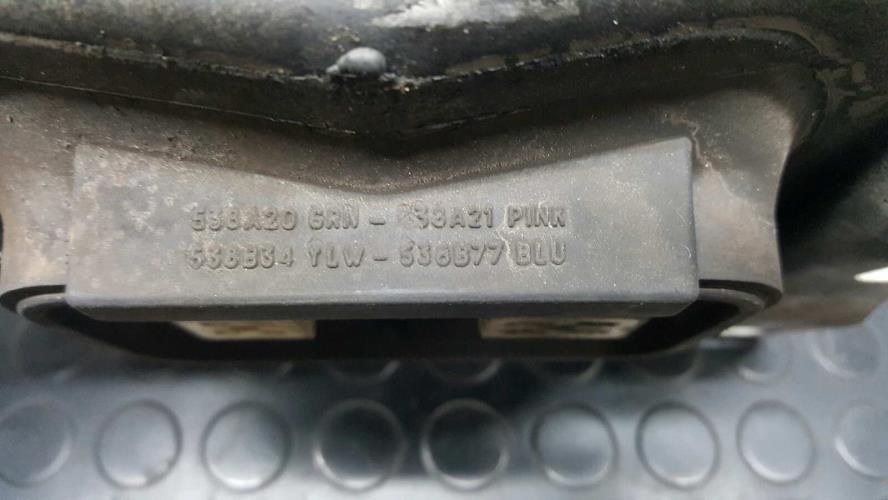 538A20 GRN - 538A21 PINK
538B34 YLW - 538B77 BLU